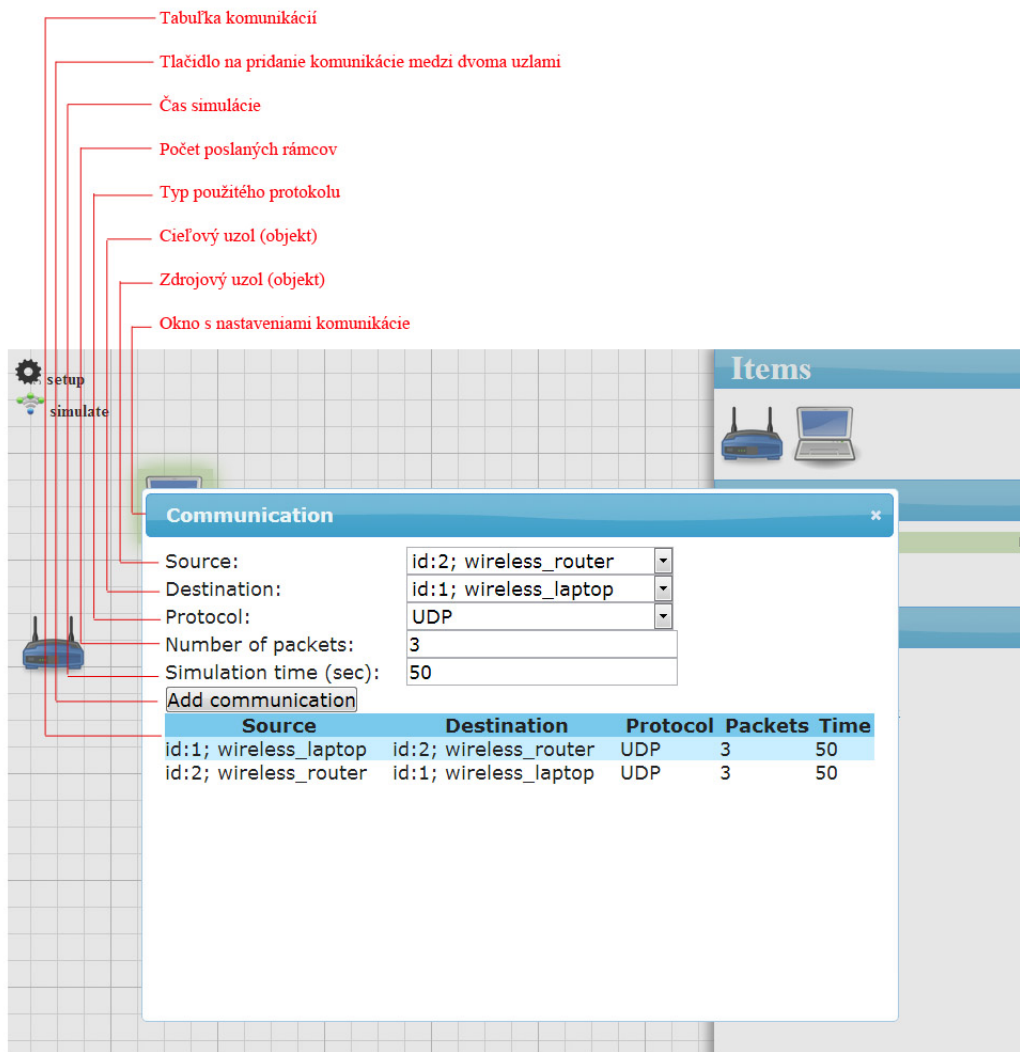 Tabuľka komunikácií
Tlačidlo na pridanie komunikácie medzi dvoma uzlami
Čas simulácie
Počet poslaných rámcov
Typ použitého protokolu
Cieľový uzol (objekt)
Zdrojový uzol (objekt)
Okno s nastaveniami komunikácie
setup
simulate
Items
Communication
Source: id:2; wireless_router
Destination: id:1; wireless_laptop
Protocol: UDP
Number of packets: 3
Simulation time (sec): 50
Add communication
Source Destination Protocol Packets Time
id:1; wireless_laptop id:2; wireless_router UDP 3 50
id:2; wireless_router id:1; wireless_laptop UDP 3 50